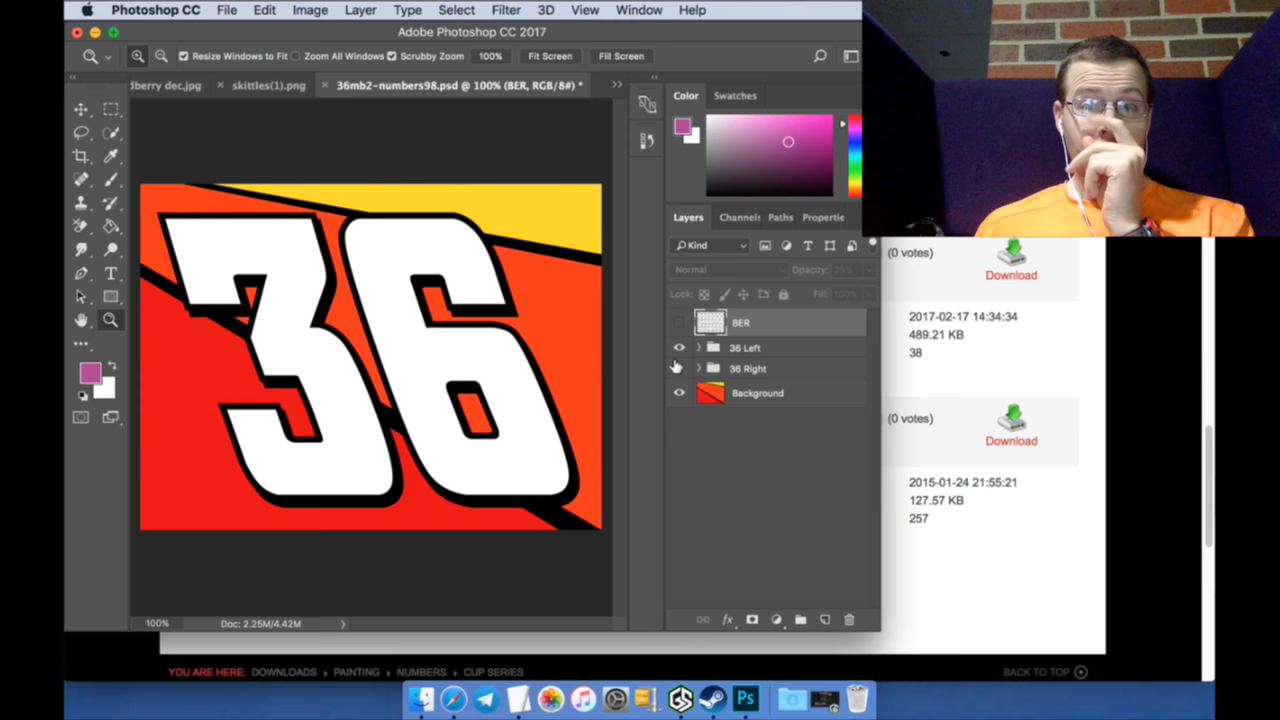 Photoshop CC File Edit Image Layer Type Select Filter 3D View Window Help
Adobe Photoshop CC 2017
Resize Windows to Fit Zoom All Windows Scrubby Zoom 100% Fit Screen Fill Screen
dberry dec.jpg × skittles(1).png × 36mb2-numbers98.psd @ 100% (BER, RGB/8#) * >>
Color Swatches
Layers Channel: Paths Propertie
Kind
Normal Opacity: 25%
Lock: Fill: 100%
BER
36 Left
36 Right
Background
36
100% Doc: 2.25M/4.42M
(0 votes)
Download
2017-02-17 14:34:34
489.21 KB
38
(0 votes)
Download
2015-01-24 21:55:21
127.57 KB
257
YOU ARE HERE: DOWNLOADS PAINTING NUMBERS CUP SERIES BACK TO TOP
GS
Ps